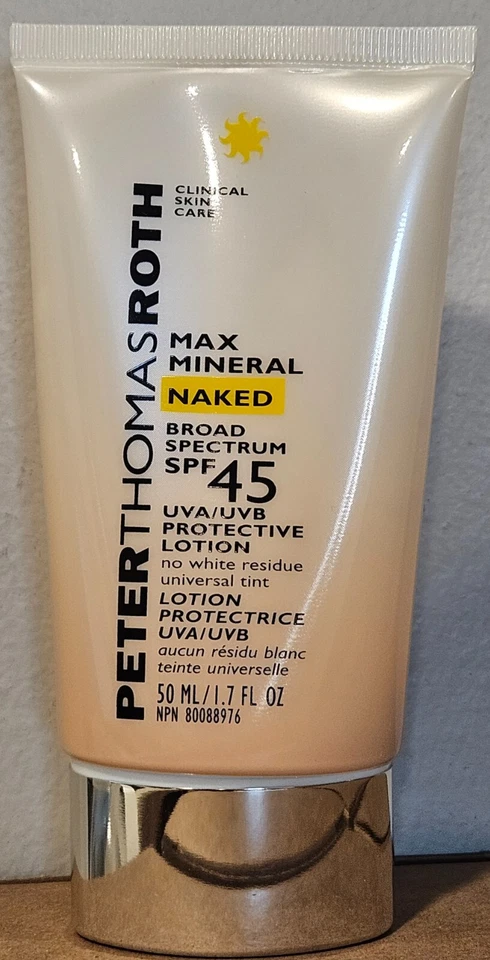 PETERTHOMASROTH
CLINICAL
SKIN
CARE
MAX
MINERAL
NAKED
BROAD
SPECTRUM
SPF 45
UVA/UVB
PROTECTIVE
LOTION
no white residue
universal tint
LOTION
PROTECTRICE
UVA/UVB
aucun résidu blanc
teinte universelle
50 ML/1.7 FL OZ
NPN 80088976